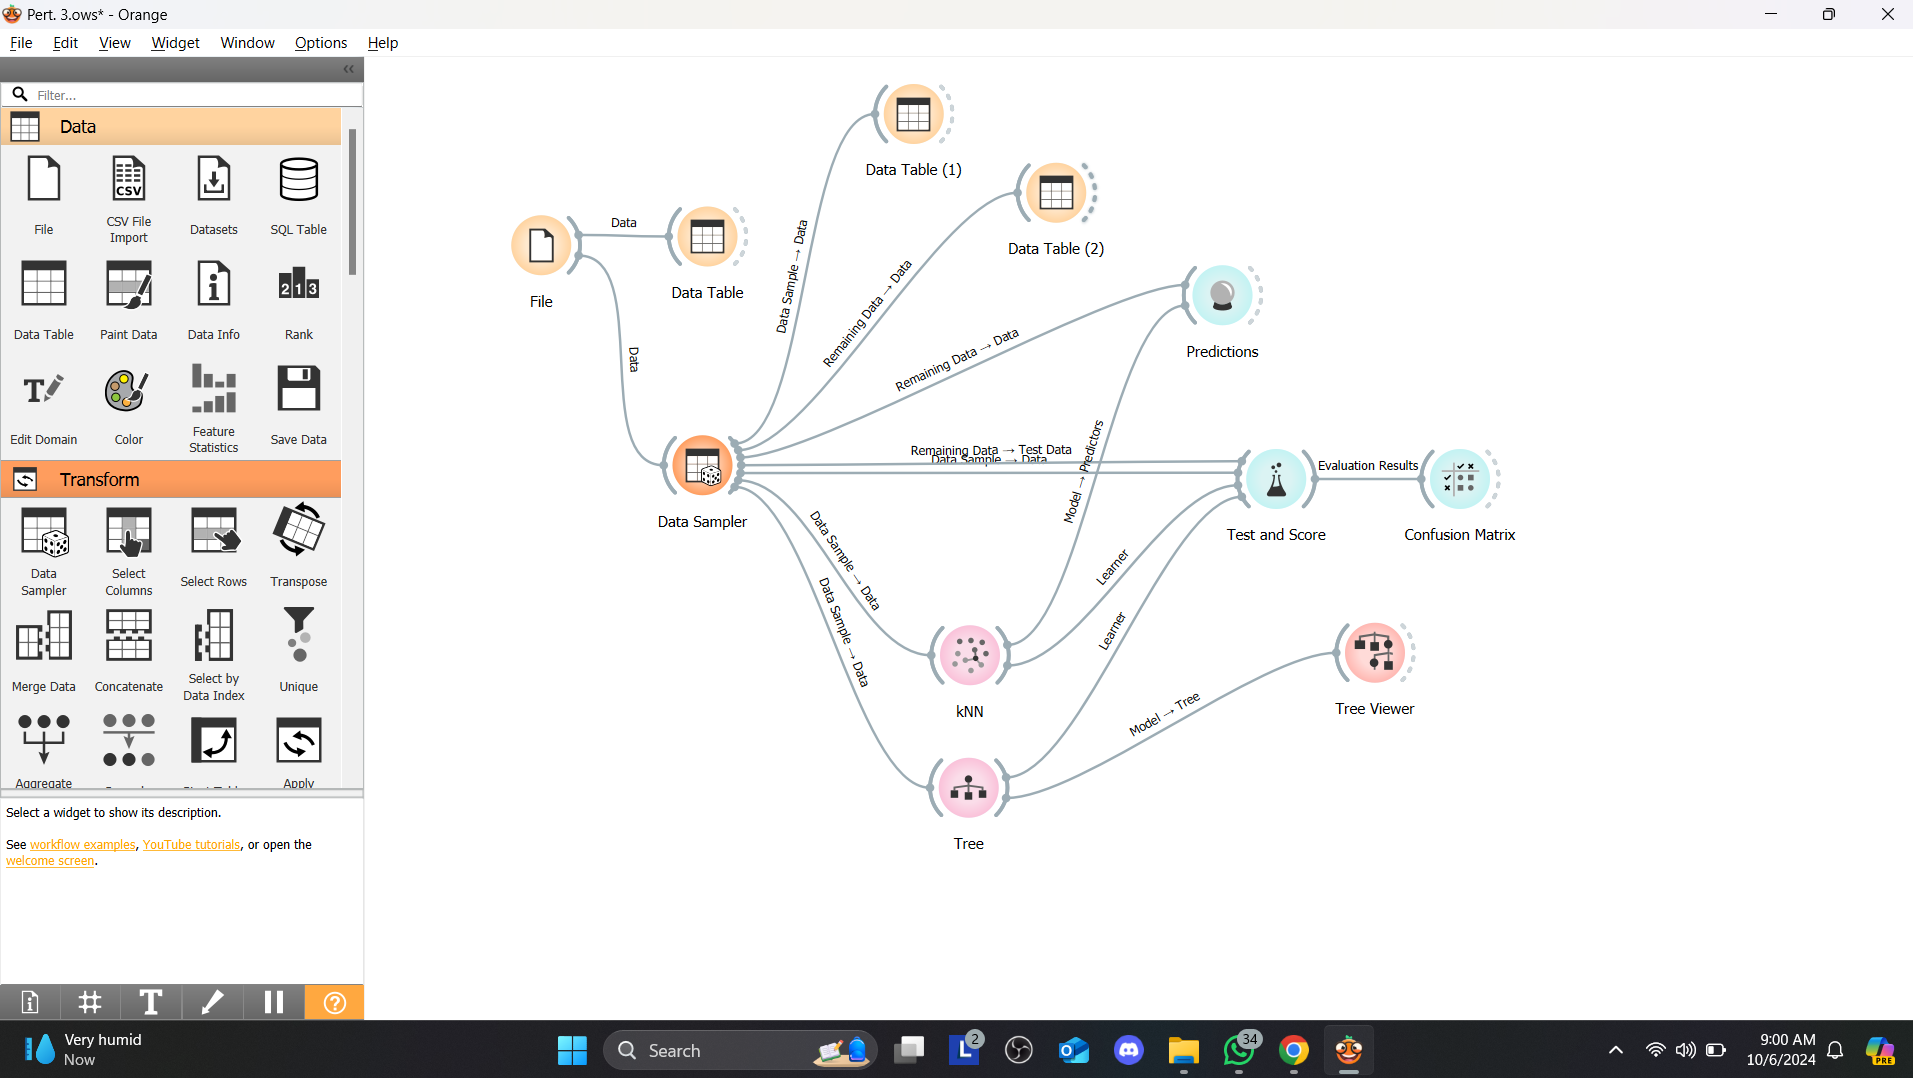 Pert. 3.ows* - Orange
File Edit View Widget Window Options Help
Filter...
Data
File
CSV File
Import
Datasets
SQL Table
Data Table
Paint Data
Data Info
Rank
Edit Domain
Color
Feature
Statistics
Save Data
Transform
Data
Sampler
Select
Columns
Select Rows
Transpose
Merge Data
Concatenate
Select by
Data Index
Unique
Aggregate
Apply
Select a widget to show its description.
See workflow examples, YouTube tutorials, or open the
welcome screen.
File
Data
Data Table
Data
Data Sampler
Data Sample → Data
Data Table (1)
Remaining Data → Data
Data Table (2)
Remaining Data → Data
Predictions
Remaining Data → Test Data
Data Sample → Data
Model → Predictors
Test and Score
Evaluation Results
Confusion Matrix
Data Sample → Data
Data Sample → Data
Learner
Learner
kNN
Tree
Model → Tree
Tree Viewer
Very humid
Now
Search
2
34
9:00 AM
10/6/2024
PRE